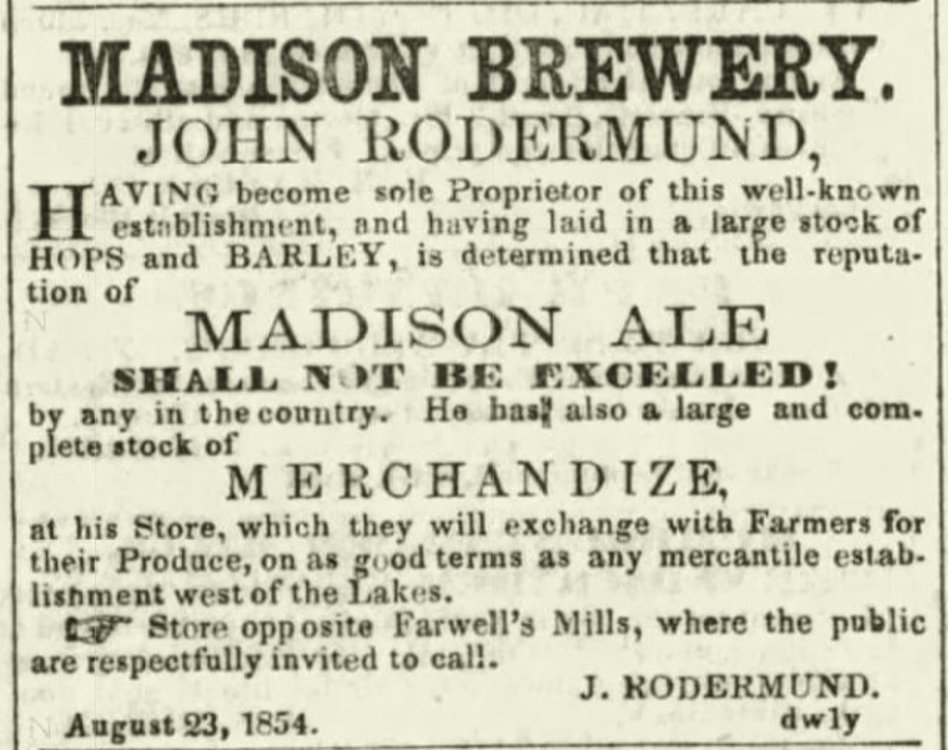 MADISON BREWERY.
JOHN RODERMUND,
HAVING become sole Proprietor of this well-known
establishment, and having laid in a large stock of
HOPS and BARLEY, is determined that the reputa-
tion of
MADISON ALE
SHALL NOT BE EXCELLED!
by any in the country. He has also a large and com-
plete stock of
MERCHANDIZE,
at his Store, which they will exchange with Farmers for
their Produce, on as good terms as any mercantile estab-
lishment west of the Lakes.
☞ Store opposite Farwell's Mills, where the public
are respectfully invited to call.
J. RODERMUND.
August 23, 1854. dw1y